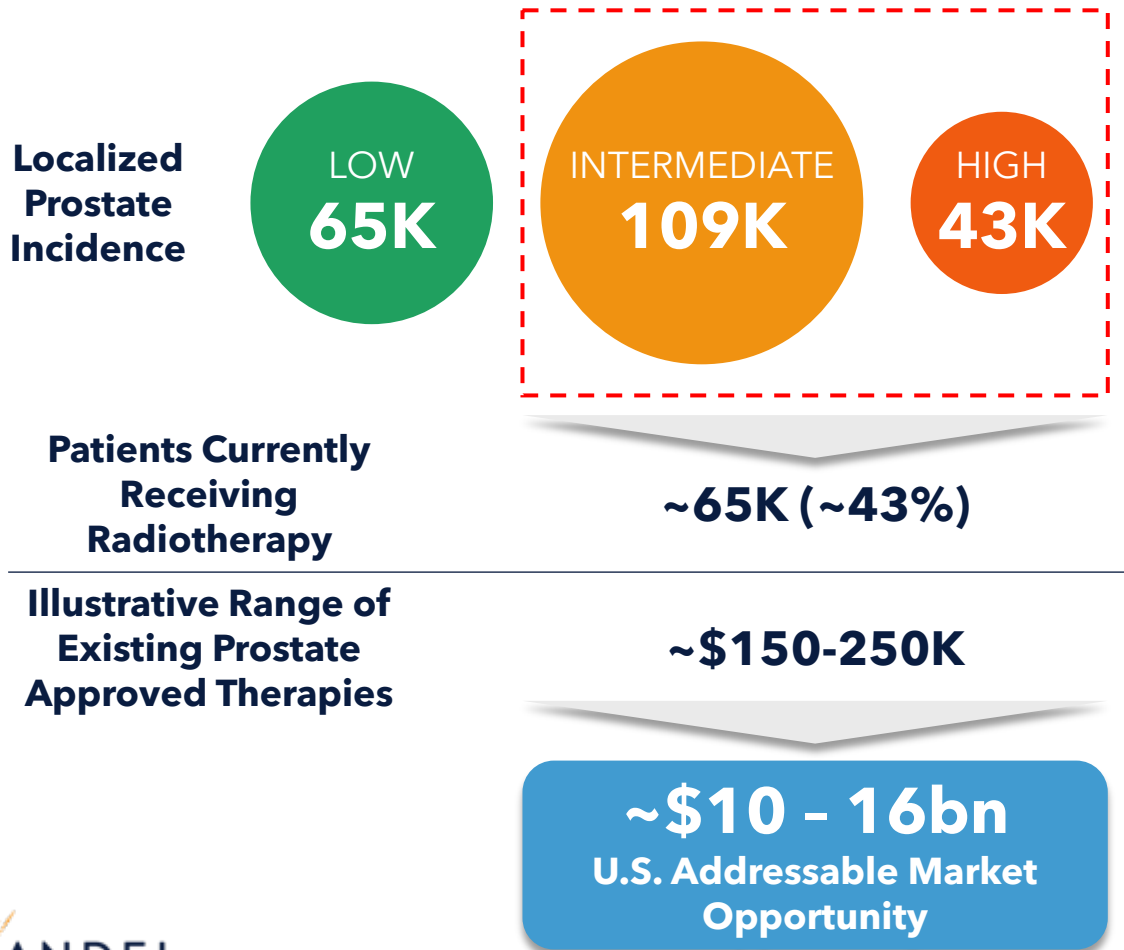 Localized
Prostate
Incidence
LOW
65K
INTERMEDIATE
109K
HIGH
43K
Patients Currently
Receiving
Radiotherapy
~65K (~43%)
Illustrative Range of
Existing Prostate
Approved Therapies
~$150-250K
~$10 – 16bn
U.S. Addressable Market
Opportunity